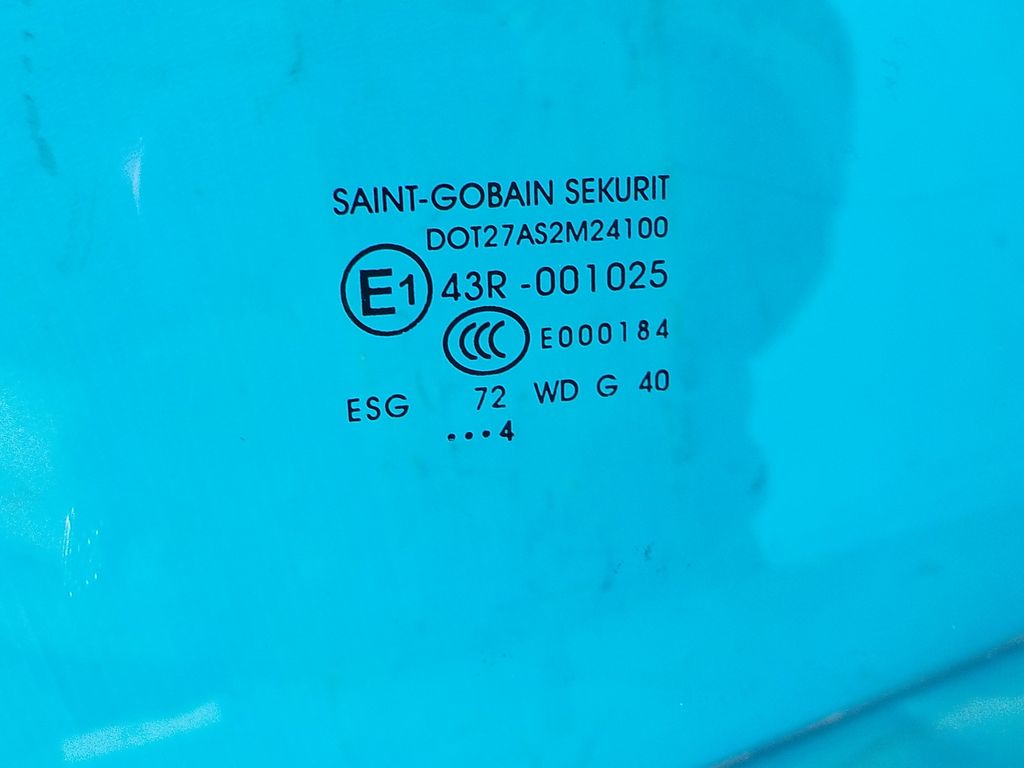 SAINT-GOBAIN SEKURIT
DOT27AS2M24100
E1 43R -001025
CCC E000184
ESG 72 WD G 40
•••4